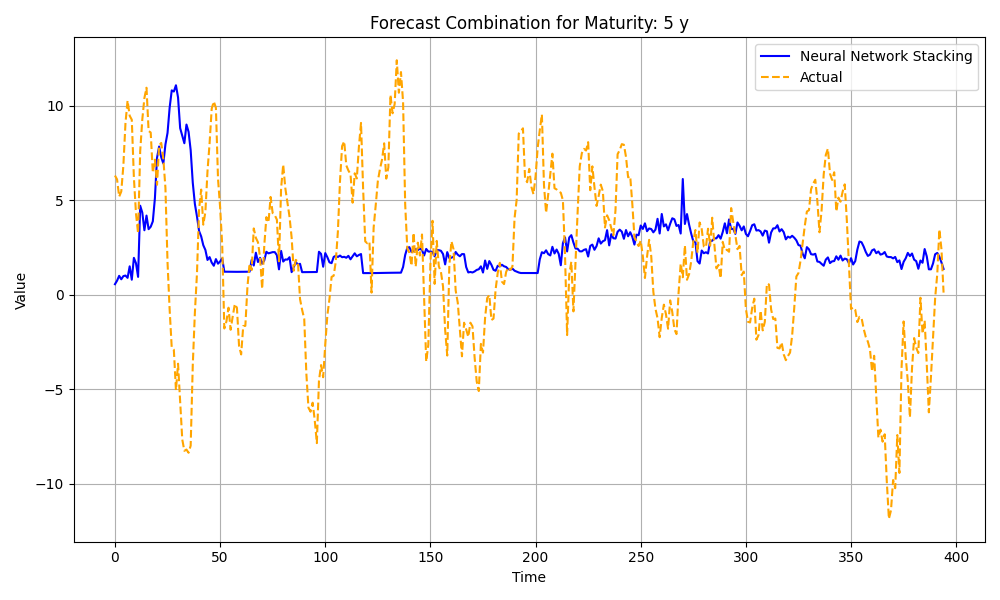 Forecast Combination for Maturity: 5 y
Neural Network Stacking
Actual
Value
10
5
0
−5
−10
0 50 100 150 200 250 300 350 400
Time